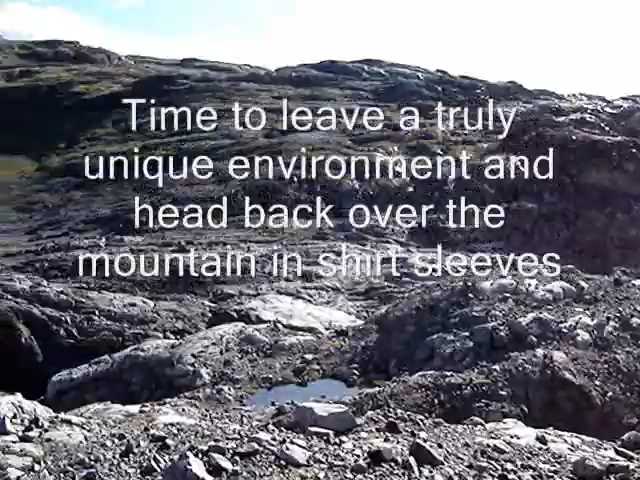 Time to leave a truly
unique environment and
head back over the
mountain in shirt sleeves